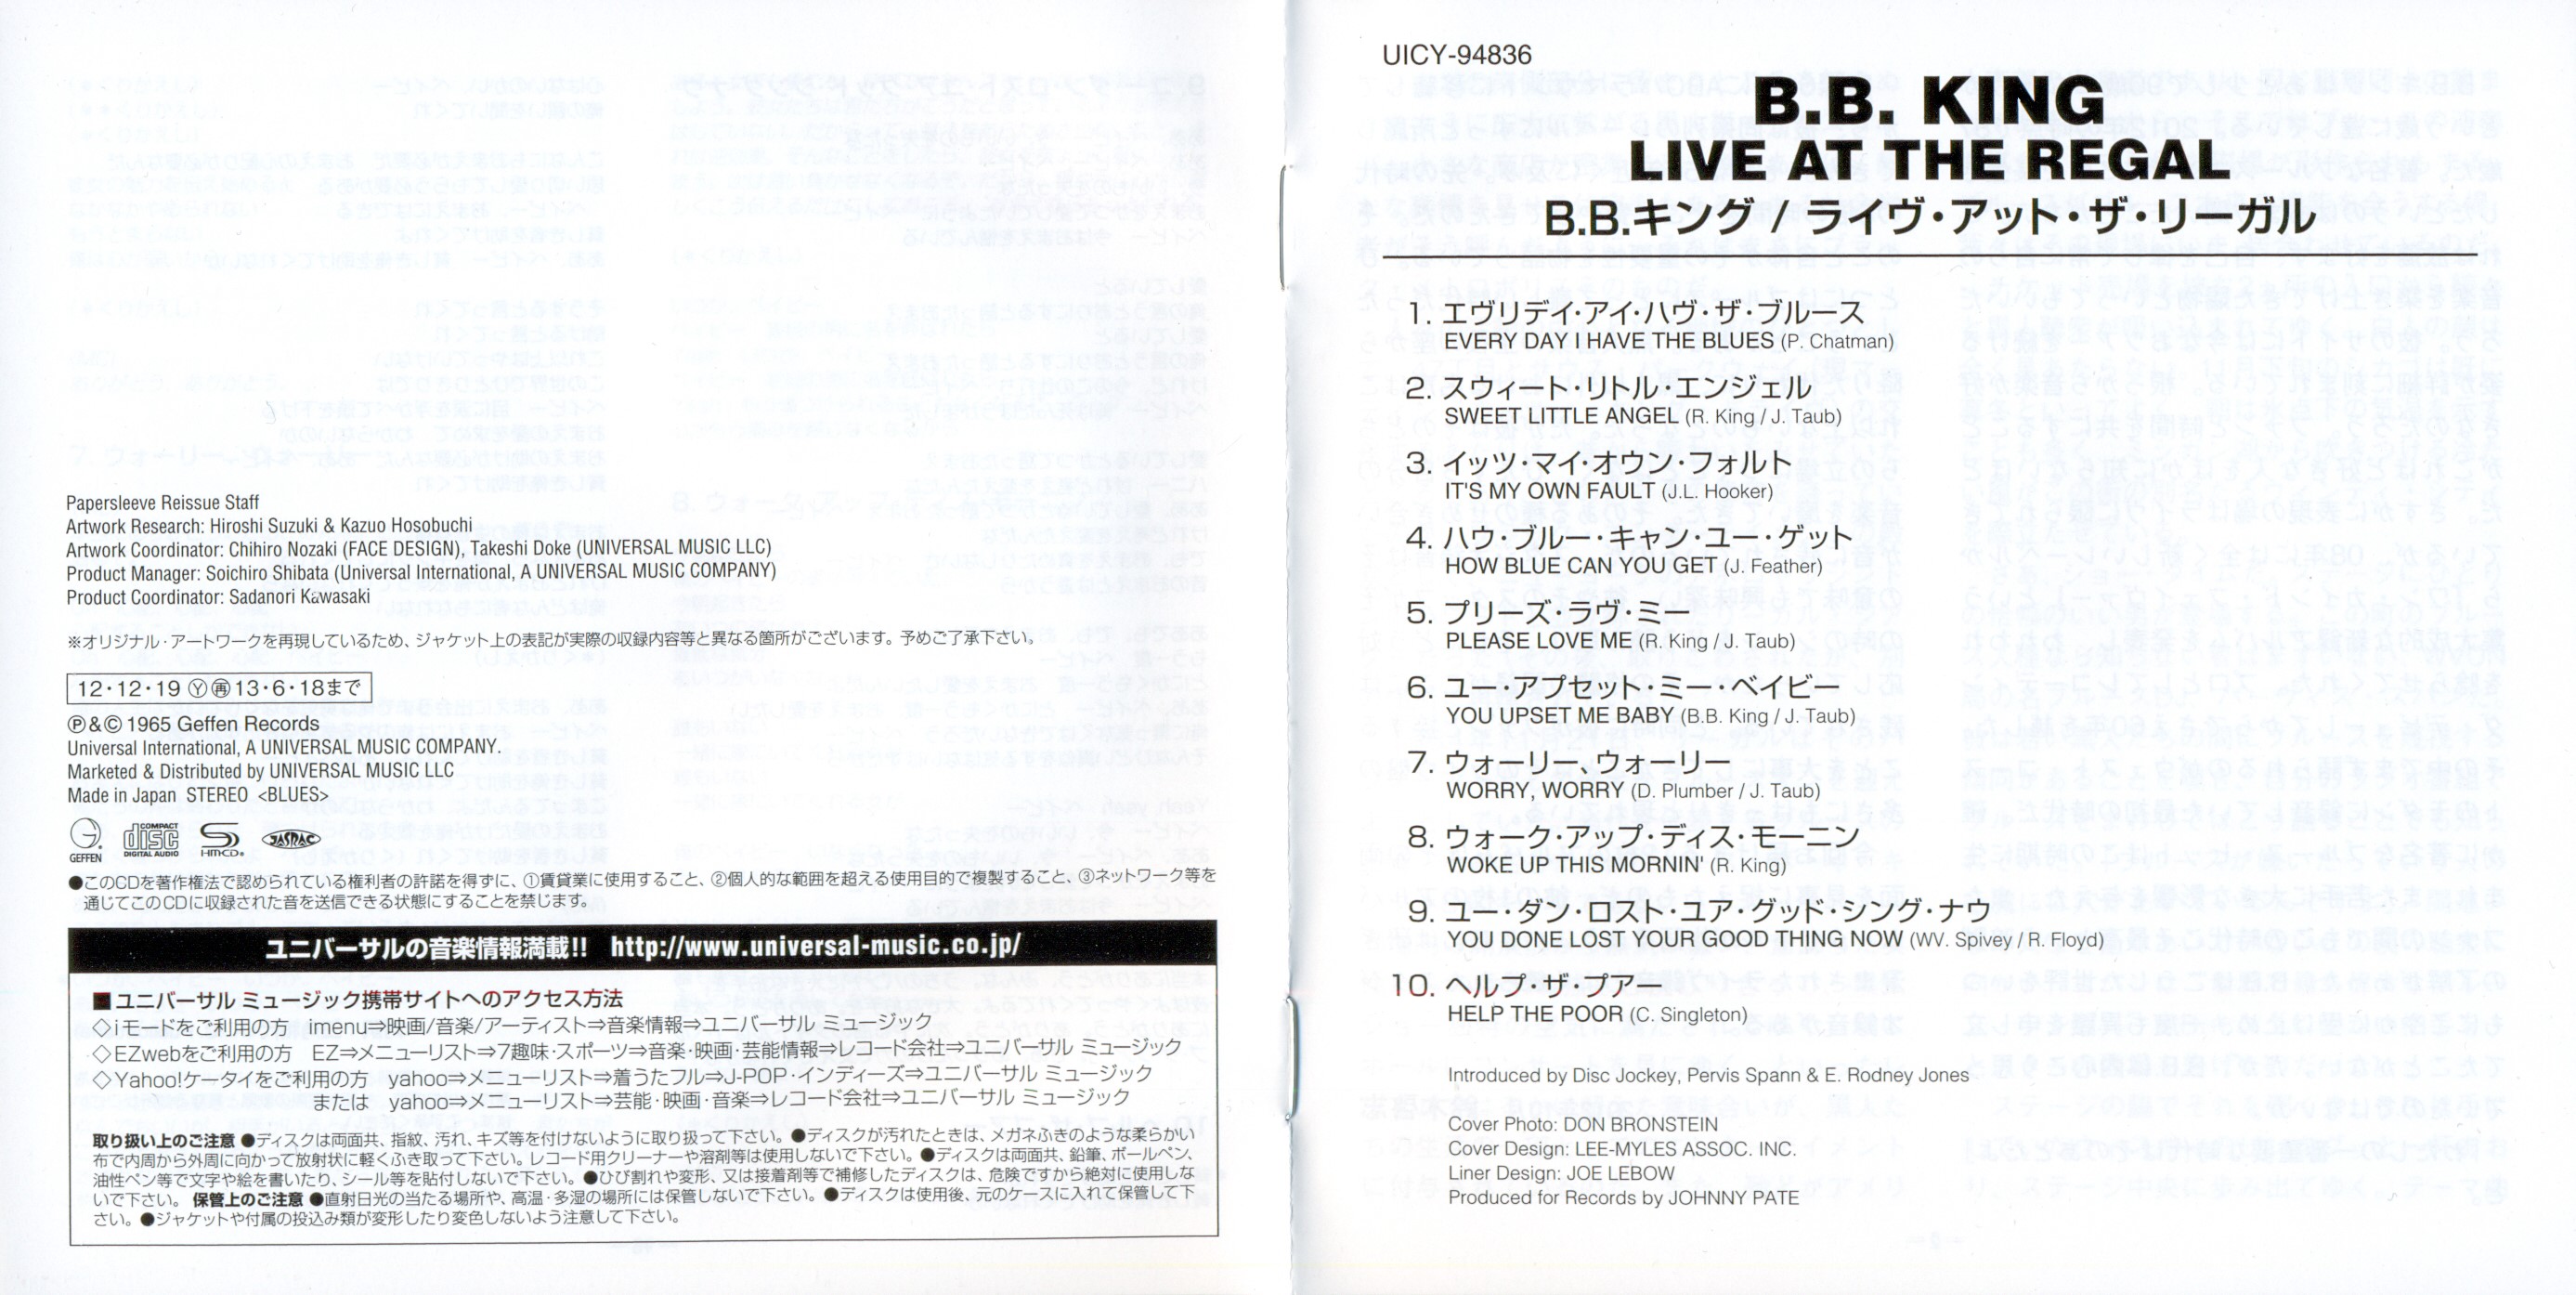 Papersleeve Reissue Staff
Artwork Research: Hiroshi Suzuki & Kazuo Hosobuchi
Artwork Coordinator: Chihiro Nozaki (FACE DESIGN), Takeshi Doke (UNIVERSAL MUSIC LLC)
Product Manager: Soichiro Shibata (Universal International, A UNIVERSAL MUSIC COMPANY)
Product Coordinator: Sadanori Kawasaki
※オリジナル・アートワークを再現しているため、ジャケット上の表記が実際の収録内容等と異なる箇所がございます。予めご了承下さい。
12・12・19 Ⓨ㊞13・6・18まで
Ⓟ&© 1965 Geffen Records
Universal International, A UNIVERSAL MUSIC COMPANY.
Marketed & Distributed by UNIVERSAL MUSIC LLC
Made in Japan STEREO <BLUES>
GEFFEN COMPACT disc DIGITAL AUDIO SHM-CD® JASRAC
●このCDを著作権法で認められている権利者の許諾を得ずに、①賃貸業に使用すること、②個人的な範囲を超える使用目的で複製すること、③ネットワーク等を
通じてこのCDに収録された音を送信できる状態にすることを禁じます。
ユニバーサルの音楽情報満載!! http://www.universal-music.co.jp/
■ユニバーサル ミュージック携帯サイトへのアクセス方法
◇iモードをご利用の方 imenu⇒映画/音楽/アーティスト⇒音楽情報⇒ユニバーサル ミュージック
◇EZwebをご利用の方 EZ⇒メニューリスト⇒7趣味・スポーツ⇒音楽・映画・芸能情報⇒レコード会社⇒ユニバーサル ミュージック
◇Yahoo!ケータイをご利用の方 yahoo⇒メニューリスト⇒着うたフル⇒J-POP・インディーズ⇒ユニバーサル ミュージック
または yahoo⇒メニューリスト⇒芸能・映画・音楽⇒レコード会社⇒ユニバーサル ミュージック
取り扱い上のご注意 ●ディスクは両面共、指紋、汚れ、キズ等を付けないように取り扱って下さい。●ディスクが汚れたときは、メガネふきのような柔らかい
布で内周から外周に向かって放射状に軽くふき取って下さい。レコード用クリーナーや溶剤等は使用しないで下さい。●ディスクは両面共、鉛筆、ボールペン、
油性ペン等で文字や絵を書いたり、シール等を貼付しないで下さい。●ひび割れや変形、又は接着剤等で補修したディスクは、危険ですから絶対に使用しな
いで下さい。 保管上のご注意 ●直射日光の当たる場所や、高温・多湿の場所には保管しないで下さい。●ディスクは使用後、元のケースに入れて保管して下
さい。●ジャケットや付属の投込み類が変形したり変色しないよう注意して下さい。
UICY-94836
B.B. KING
LIVE AT THE REGAL
B.B.キング / ライヴ・アット・ザ・リーガル
1. エヴリデイ・アイ・ハヴ・ザ・ブルース
EVERY DAY I HAVE THE BLUES (P. Chatman)
2. スウィート・リトル・エンジェル
SWEET LITTLE ANGEL (R. King / J. Taub)
3. イッツ・マイ・オウン・フォルト
IT'S MY OWN FAULT (J.L. Hooker)
4. ハウ・ブルー・キャン・ユー・ゲット
HOW BLUE CAN YOU GET (J. Feather)
5. プリーズ・ラヴ・ミー
PLEASE LOVE ME (R. King / J. Taub)
6. ユー・アプセット・ミー・ベイビー
YOU UPSET ME BABY (B.B. King / J. Taub)
7. ウォーリー、ウォーリー
WORRY, WORRY (D. Plumber / J. Taub)
8. ウォーク・アップ・ディス・モーニン
WOKE UP THIS MORNIN' (R. King)
9. ユー・ダン・ロスト・ユア・グッド・シング・ナウ
YOU DONE LOST YOUR GOOD THING NOW (WV. Spivey / R. Floyd)
10. ヘルプ・ザ・プアー
HELP THE POOR (C. Singleton)
Introduced by Disc Jockey, Pervis Spann & E. Rodney Jones
Cover Photo: DON BRONSTEIN
Cover Design: LEE-MYLES ASSOC. INC.
Liner Design: JOE LEBOW
Produced for Records by JOHNNY PATE